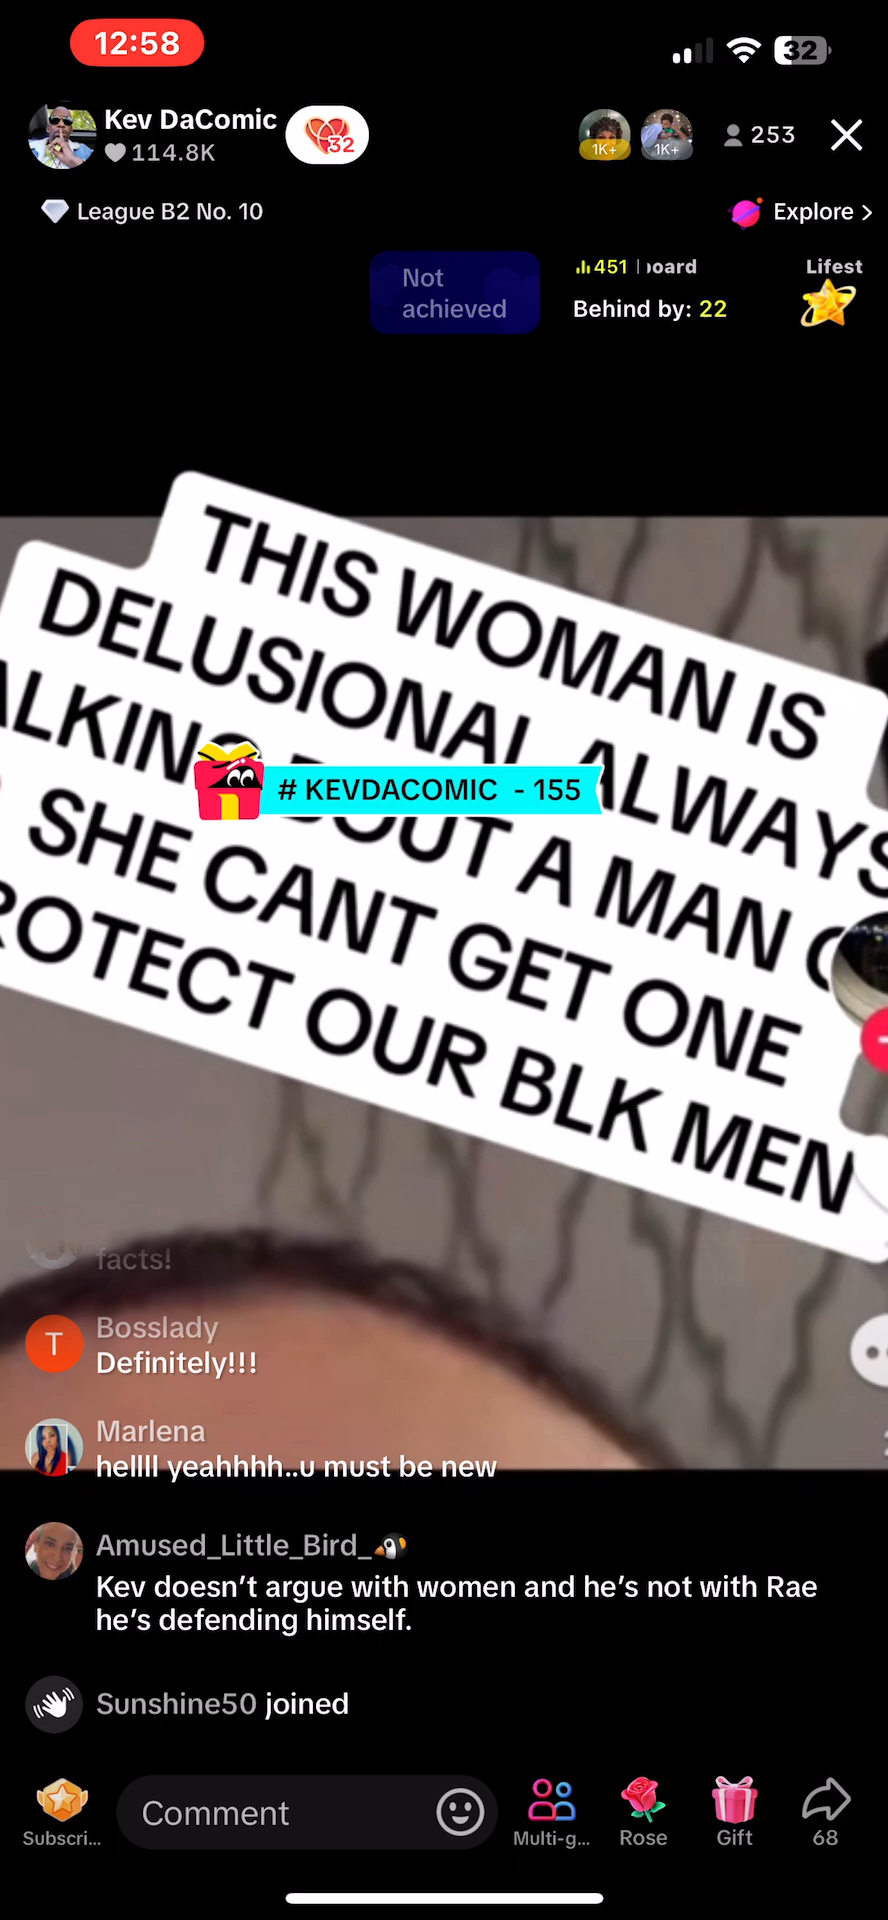 12:58
32
Kev DaComic
114.8K
32
1K+
1K+
253
League B2 No. 10
Explore >
Not
achieved
451
Lifest
Behind by: 22
THIS WOMAN IS
DELUSIONAL ALWAYS
A MAN
SHE CANT GET ONE
OUR BLK MEN
# KEVDACOMIC - 155
facts!
T
Bosslady
Definitely!!!
Marlena
hellll yeahhhh..u must be new
Amused_Little_Bird_
Kev doesn’t argue with women and he’s not with Rae
he’s defending himself.
Sunshine50 joined
Comment
Subscri...
Multi-g...
Rose
Gift
68